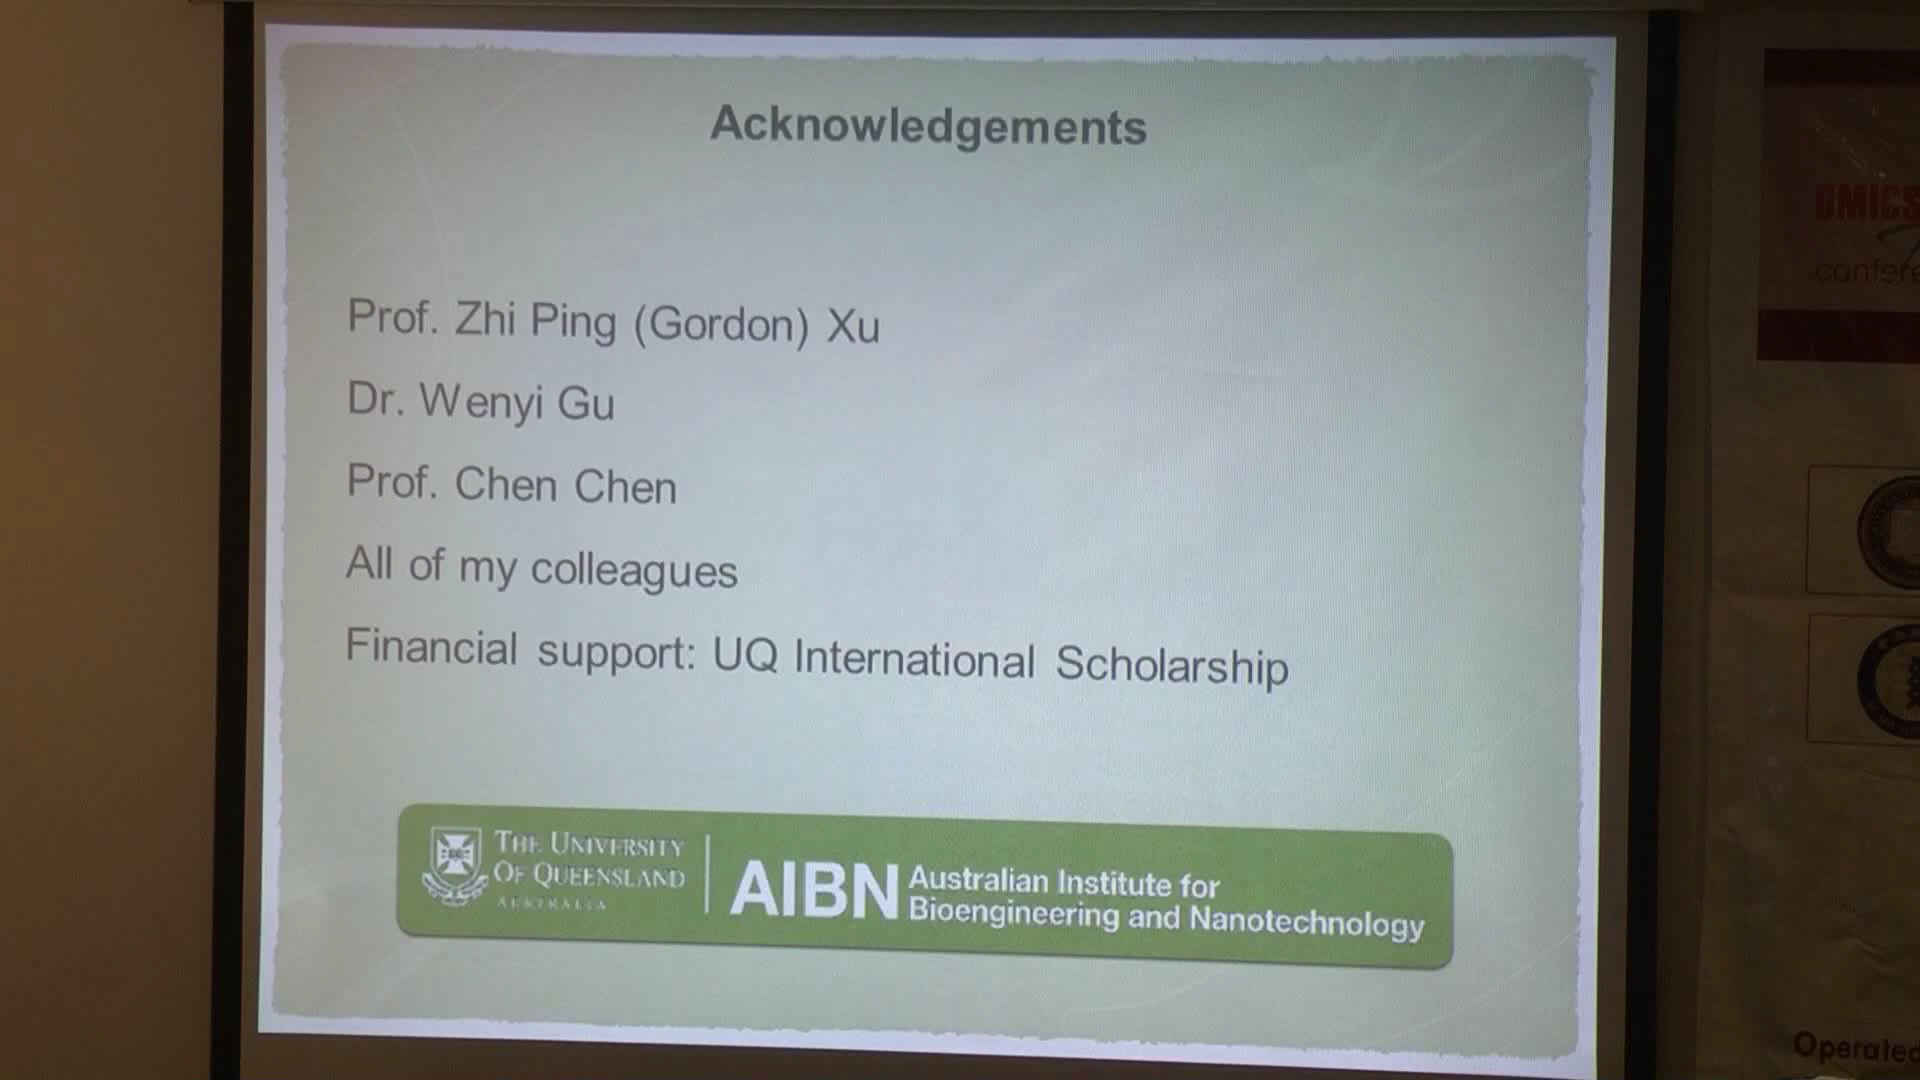 Acknowledgements
Prof. Zhi Ping (Gordon) Xu
Dr. Wenyi Gu
Prof. Chen Chen
All of my colleagues
Financial support: UQ International Scholarship
THE UNIVERSITY
OF QUEENSLAND
AUSTRALIA
AIBN
Australian Institute for
Bioengineering and Nanotechnology
OMICS
Operated